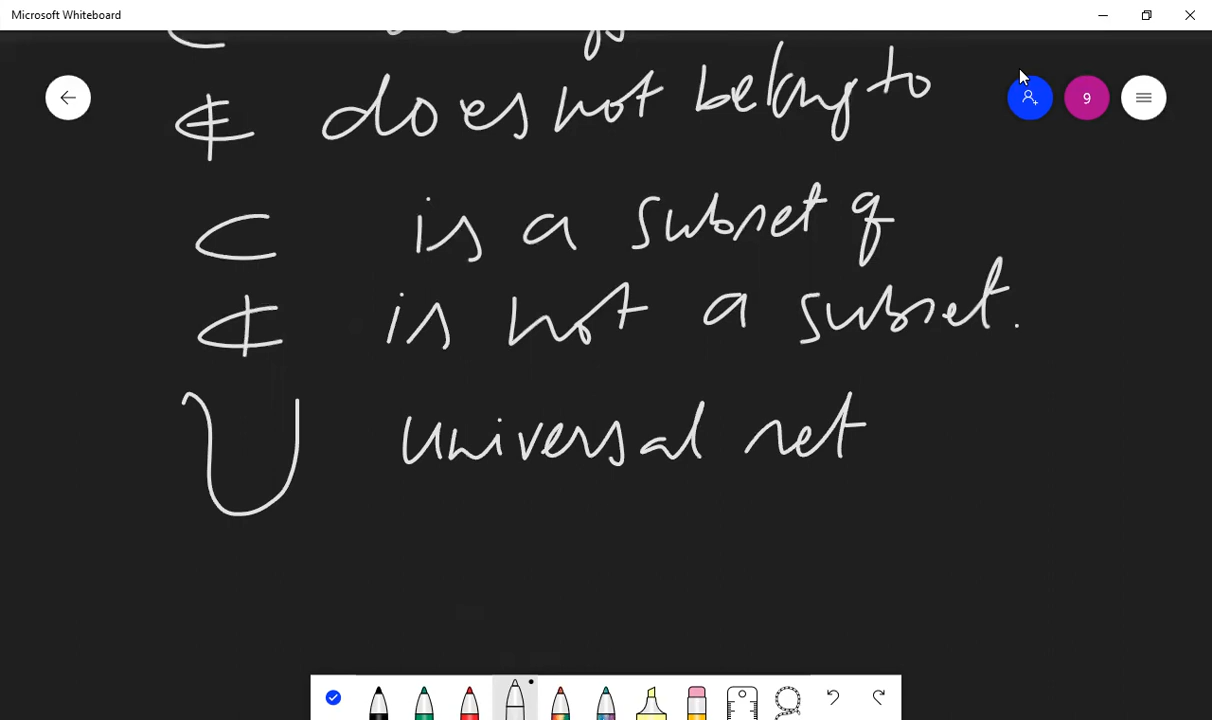 Microsoft Whiteboard
9
∉ does not belong to
⊂ is a subset of
⊄ is not a subset.
U universal set